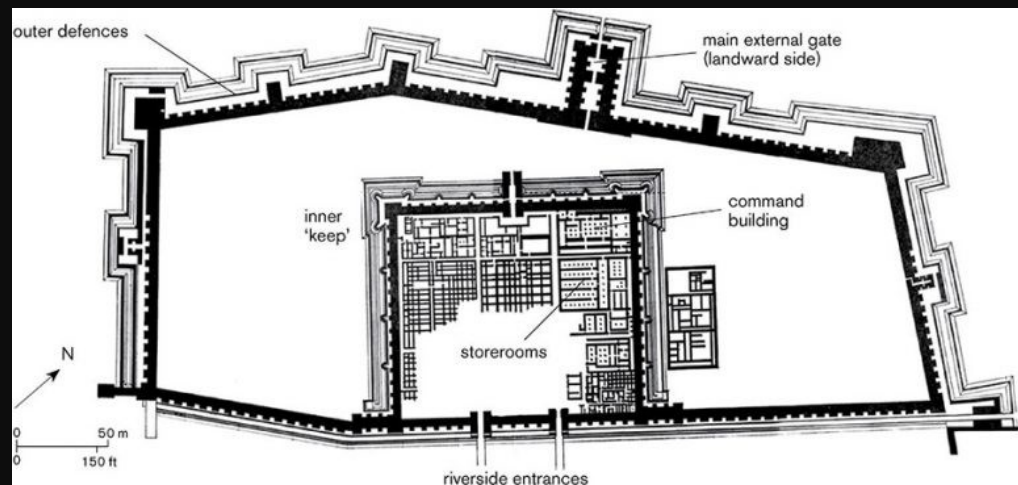 outer defences
main external gate
(landward side)
inner
'keep'
command
building
storerooms
N
0 50 m
0 150 ft
riverside entrances